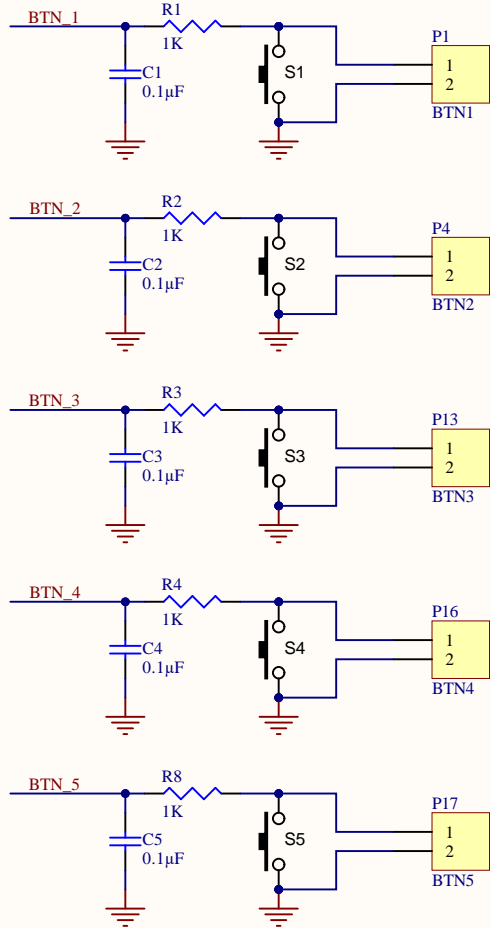 BTN_1
R1
1K
C1
0.1µF
S1
P1
1
2
BTN1
BTN_2
R2
1K
C2
0.1µF
S2
P4
1
2
BTN2
BTN_3
R3
1K
C3
0.1µF
S3
P13
1
2
BTN3
BTN_4
R4
1K
C4
0.1µF
S4
P16
1
2
BTN4
BTN_5
R8
1K
C5
0.1µF
S5
P17
1
2
BTN5